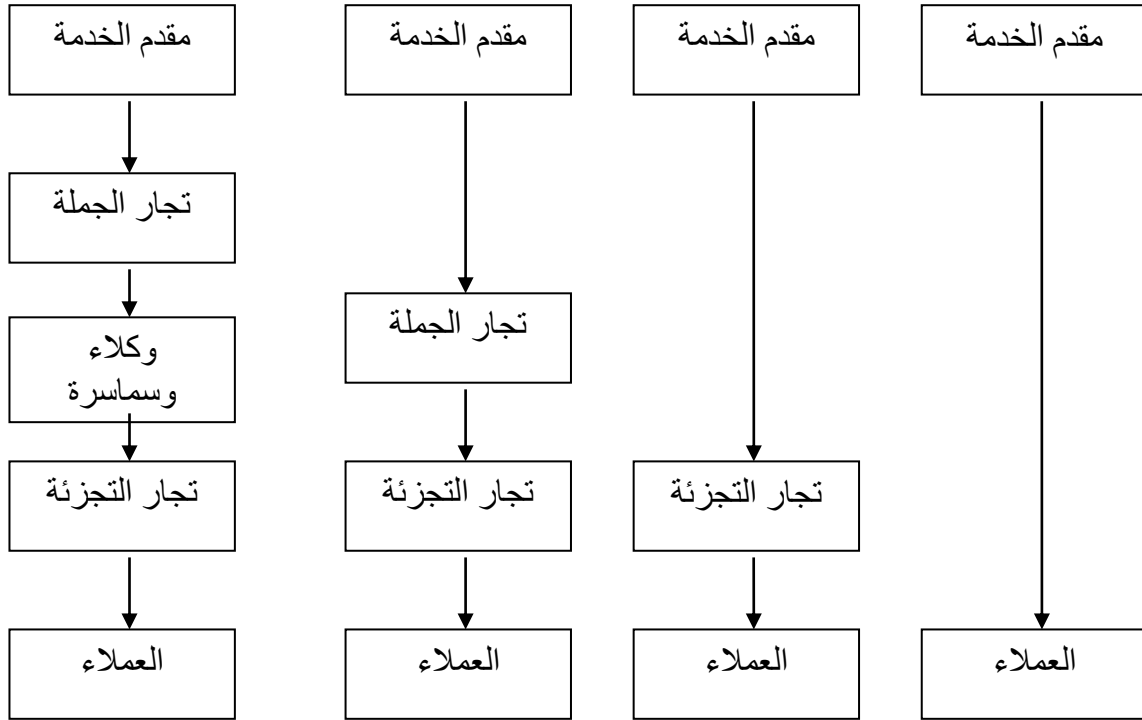 مقدم الخدمة
مقدم الخدمة
مقدم الخدمة
مقدم الخدمة
تجار الجملة
تجار الجملة
وكلاء
وسماسرة
تجار التجزئة
تجار التجزئة
تجار التجزئة
العملاء
العملاء
العملاء
العملاء